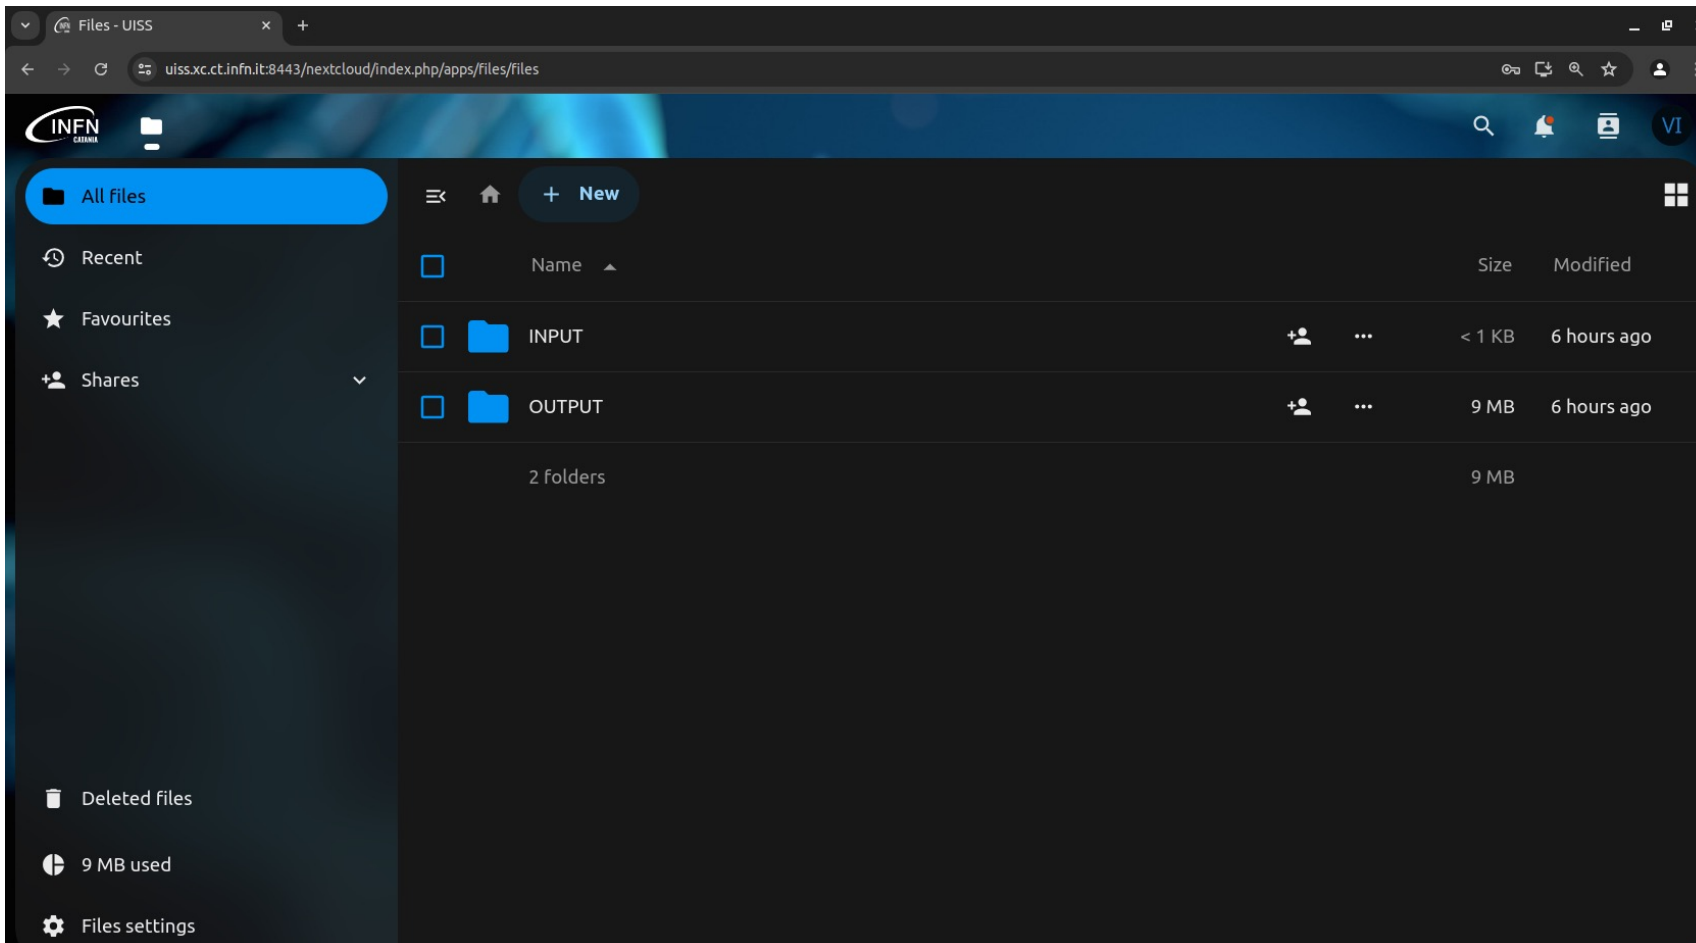 Files - UISS
uiss.xc.ct.infn.it:8443/nextcloud/index.php/apps/files/files
INFN
CATANIA
VI
All files
+ New
Recent
Name
Size
Modified
Favourites
INPUT
< 1 KB
6 hours ago
Shares
OUTPUT
9 MB
6 hours ago
2 folders
9 MB
Deleted files
9 MB used
Files settings